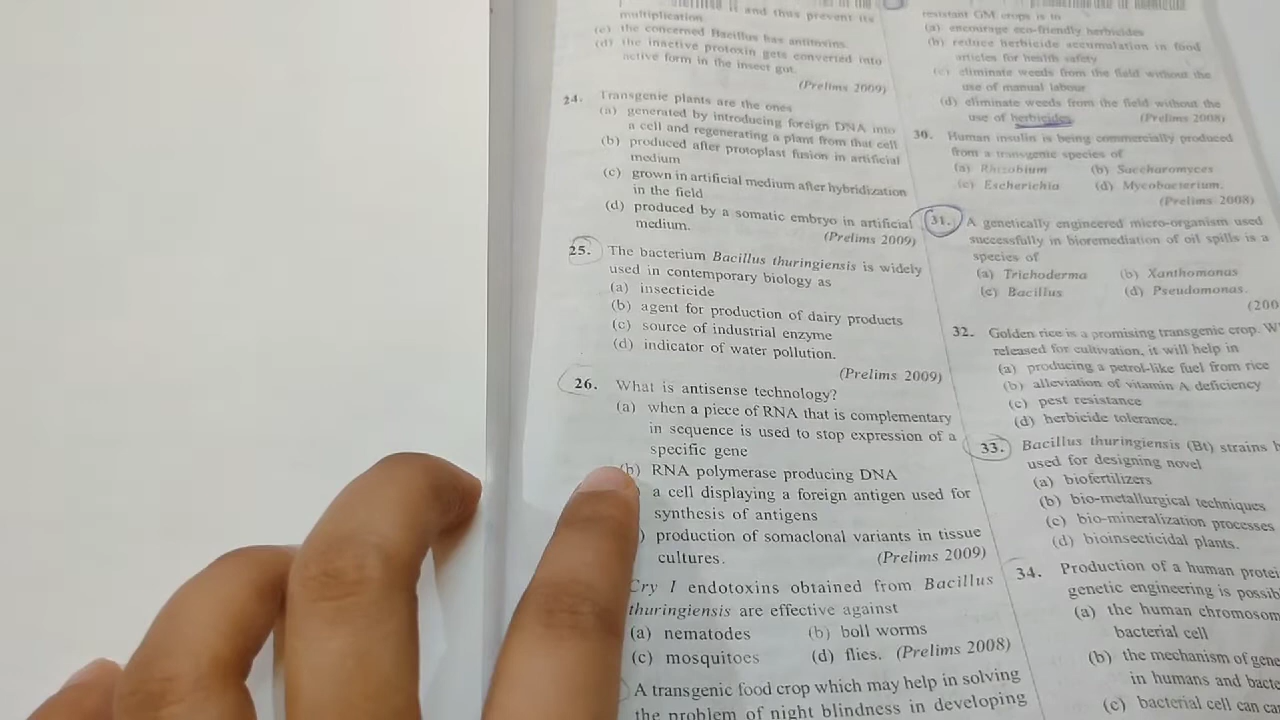 multiplication
(c) the concerned Bacillus has antitoxins.
(d) the inactive protoxin gets converted into
active form in the insect gut.
(Prelims 2009)
24. Transgenic plants are the ones
(a) generated by introducing foreign DNA into
a cell and regenerating a plant from that cell
(b) produced after protoplast fusion in artificial
medium
(c) grown in artificial medium after hybridization
in the field
(d) produced by a somatic embryo in artificial
medium.
(Prelims 2009)
25. The bacterium Bacillus thuringiensis is widely
used in contemporary biology as
(a) insecticide
(b) agent for production of dairy products
(c) source of industrial enzyme
(d) indicator of water pollution.
(Prelims 2009)
26. What is antisense technology?
(a) when a piece of RNA that is complementary
in sequence is used to stop expression of a
specific gene
(b) RNA polymerase producing DNA
a cell displaying a foreign antigen used for
synthesis of antigens
) production of somaclonal variants in tissue
cultures. (Prelims 2009)
Cry I endotoxins obtained from Bacillus
thuringiensis are effective against
(a) nematodes (b) boll worms
(c) mosquitoes (d) flies. (Prelims 2008)
A transgenic food crop which may help in solving
the problem of night blindness in developing
resistant GM crops is to
(a) encourage eco-friendly herbicides
(b) reduce herbicide accumulation in food
articles for health safety
(c) eliminate weeds from the field without the
use of manual labour
(d) eliminate weeds from the field without the
use of herbicides. (Prelims 2008)
30. Human insulin is being commercially produced
from a transgenic species of
(a) Rhizobium (b) Saccharomyces
(c) Escherichia (d) Mycobacterium.
(Prelims 2008)
31. A genetically engineered micro-organism used
successfully in bioremediation of oil spills is a
species of
(a) Trichoderma (b) Xanthomonas
(c) Bacillus (d) Pseudomonas.
(200
32. Golden rice is a promising transgenic crop. W
released for cultivation, it will help in
(a) producing a petrol-like fuel from rice
(b) alleviation of vitamin A deficiency
(c) pest resistance
(d) herbicide tolerance.
33. Bacillus thuringiensis (Bt) strains h
used for designing novel
(a) biofertilizers
(b) bio-metallurgical techniques
(c) bio-mineralization processes
(d) bioinsecticidal plants.
34. Production of a human protei
genetic engineering is possib
(a) the human chromosom
bacterial cell
(b) the mechanism of gene
in humans and bacte
(c) bacterial cell can ca